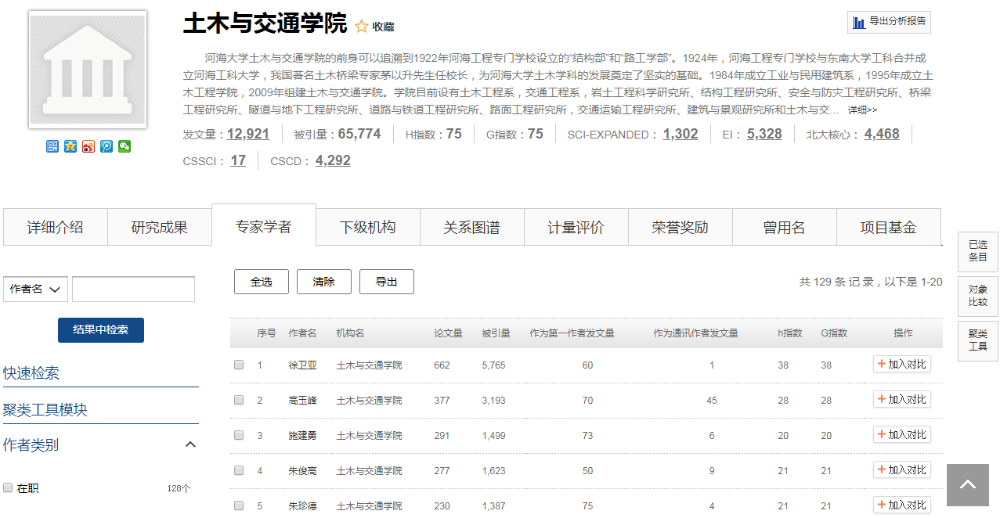 土木与交通学院 收藏
导出分析报告
河海大学土木与交通学院的前身可以追溯到1922年河海工程专门学校设立的“结构部”和“路工学部”。1924年，河海工程专门学校与东南大学工科合并成
立河海工科大学，我国著名土木桥梁专家茅以升先生任校长，为河海大学土木学科的发展奠定了坚实的基础。1984年成立工业与民用建筑系，1995年成立土
木工程学院，2009年组建土木与交通学院。学院目前设有土木工程系，交通工程系，岩土工程科学研究所、结构工程研究所、安全与防灾工程研究所、桥梁
工程研究所、隧道与地下工程研究所、道路与铁道工程研究所、路面工程研究所，交通运输工程研究所、建筑与景观研究所和土木与交... 详细>>
发文量：12,921 被引量：65,774 H指数：75 G指数：75 SCI-EXPANDED：1,302 EI：5,328 北大核心：4,468
CSSCI：17 CSCD：4,292
详细介绍 研究成果 专家学者 下级机构 关系图谱 计量评价 荣誉奖励 曾用名 项目基金
已选
条目
对象
比较
聚类
工具
作者名
结果中检索
快速检索
聚类工具模块
作者类别
在职 128个
全选 清除 导出 共 129 条 记 录，以下是 1-20
序号 作者名 机构名 论文量 被引量 作为第一作者发文量 作为通讯作者发文量 h指数 G指数 操作
1 徐卫亚 土木与交通学院 662 5,765 60 1 38 38 +加入对比
2 高玉峰 土木与交通学院 377 3,193 70 45 28 28 +加入对比
3 施建勇 土木与交通学院 291 1,499 73 6 20 20 +加入对比
4 朱俊高 土木与交通学院 277 1,623 50 9 21 21 +加入对比
5 朱珍德 土木与交通学院 230 1,387 75 4 21 21 +加入对比